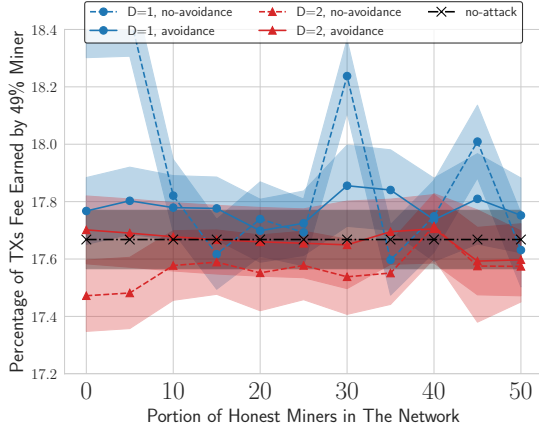 D=1, no-avoidance
D=2, no-avoidance
no-attack
D=1, avoidance
D=2, avoidance
18.4
18.2
18.0
17.8
17.6
17.4
17.2
Percentage of TXs Fee Earned by 49% Miner
0 10 20 30 40 50
Portion of Honest Miners in The Network